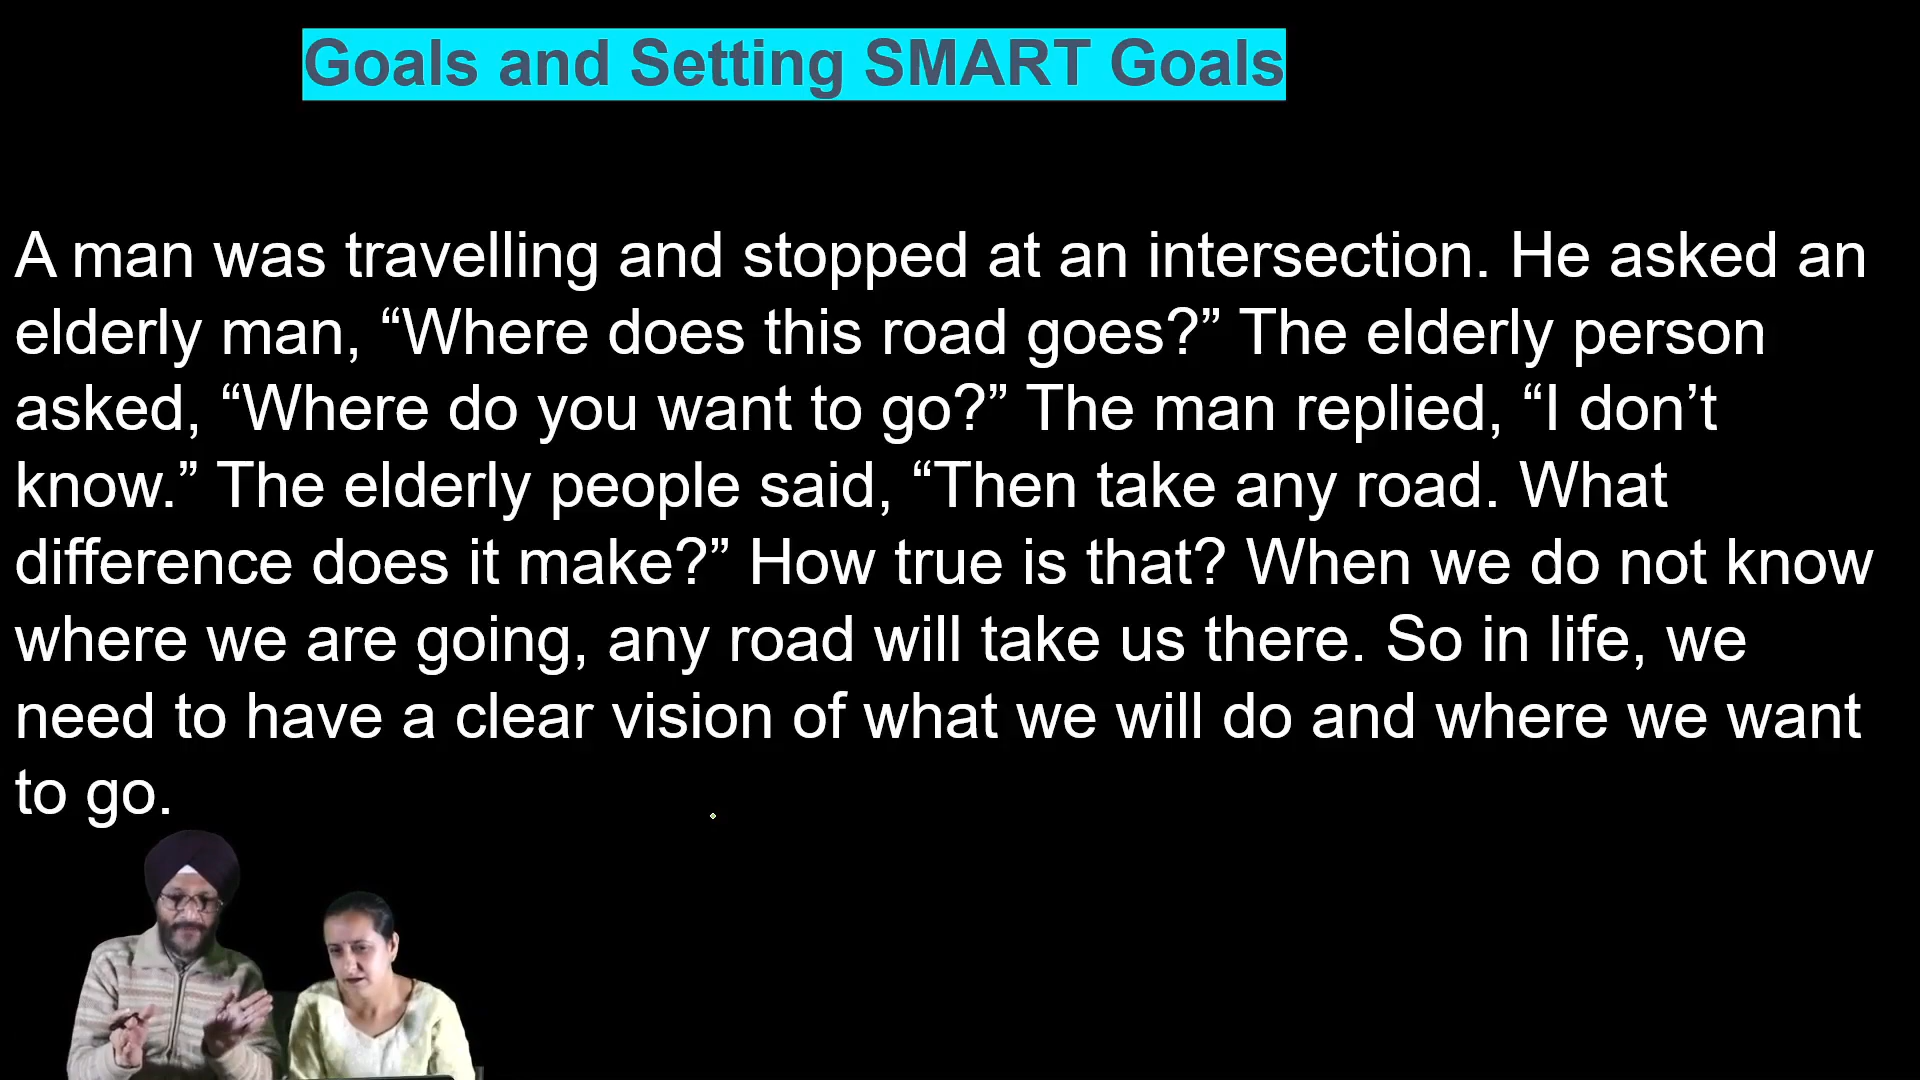 Goals and Setting SMART Goals
A man was travelling and stopped at an intersection. He asked an
elderly man, “Where does this road goes?” The elderly person
asked, “Where do you want to go?” The man replied, “I don’t
know.” The elderly people said, “Then take any road. What
difference does it make?” How true is that? When we do not know
where we are going, any road will take us there. So in life, we
need to have a clear vision of what we will do and where we want
to go.